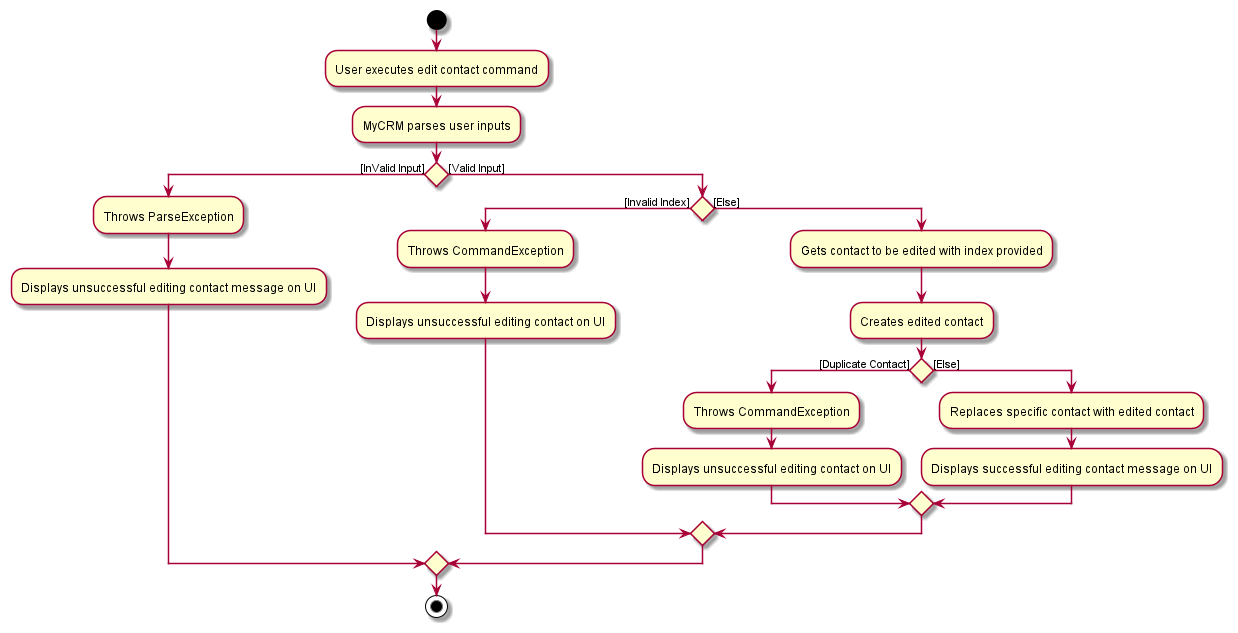 User executes edit contact command
MyCRM parses user inputs
[InValid Input]
[Valid Input]
Throws ParseException
Displays unsuccessful editing contact message on UI
[Invalid Index]
[Else]
Throws CommandException
Displays unsuccessful editing contact on UI
Gets contact to be edited with index provided
Creates edited contact
[Duplicate Contact]
[Else]
Throws CommandException
Displays unsuccessful editing contact on UI
Replaces specific contact with edited contact
Displays successful editing contact message on UI